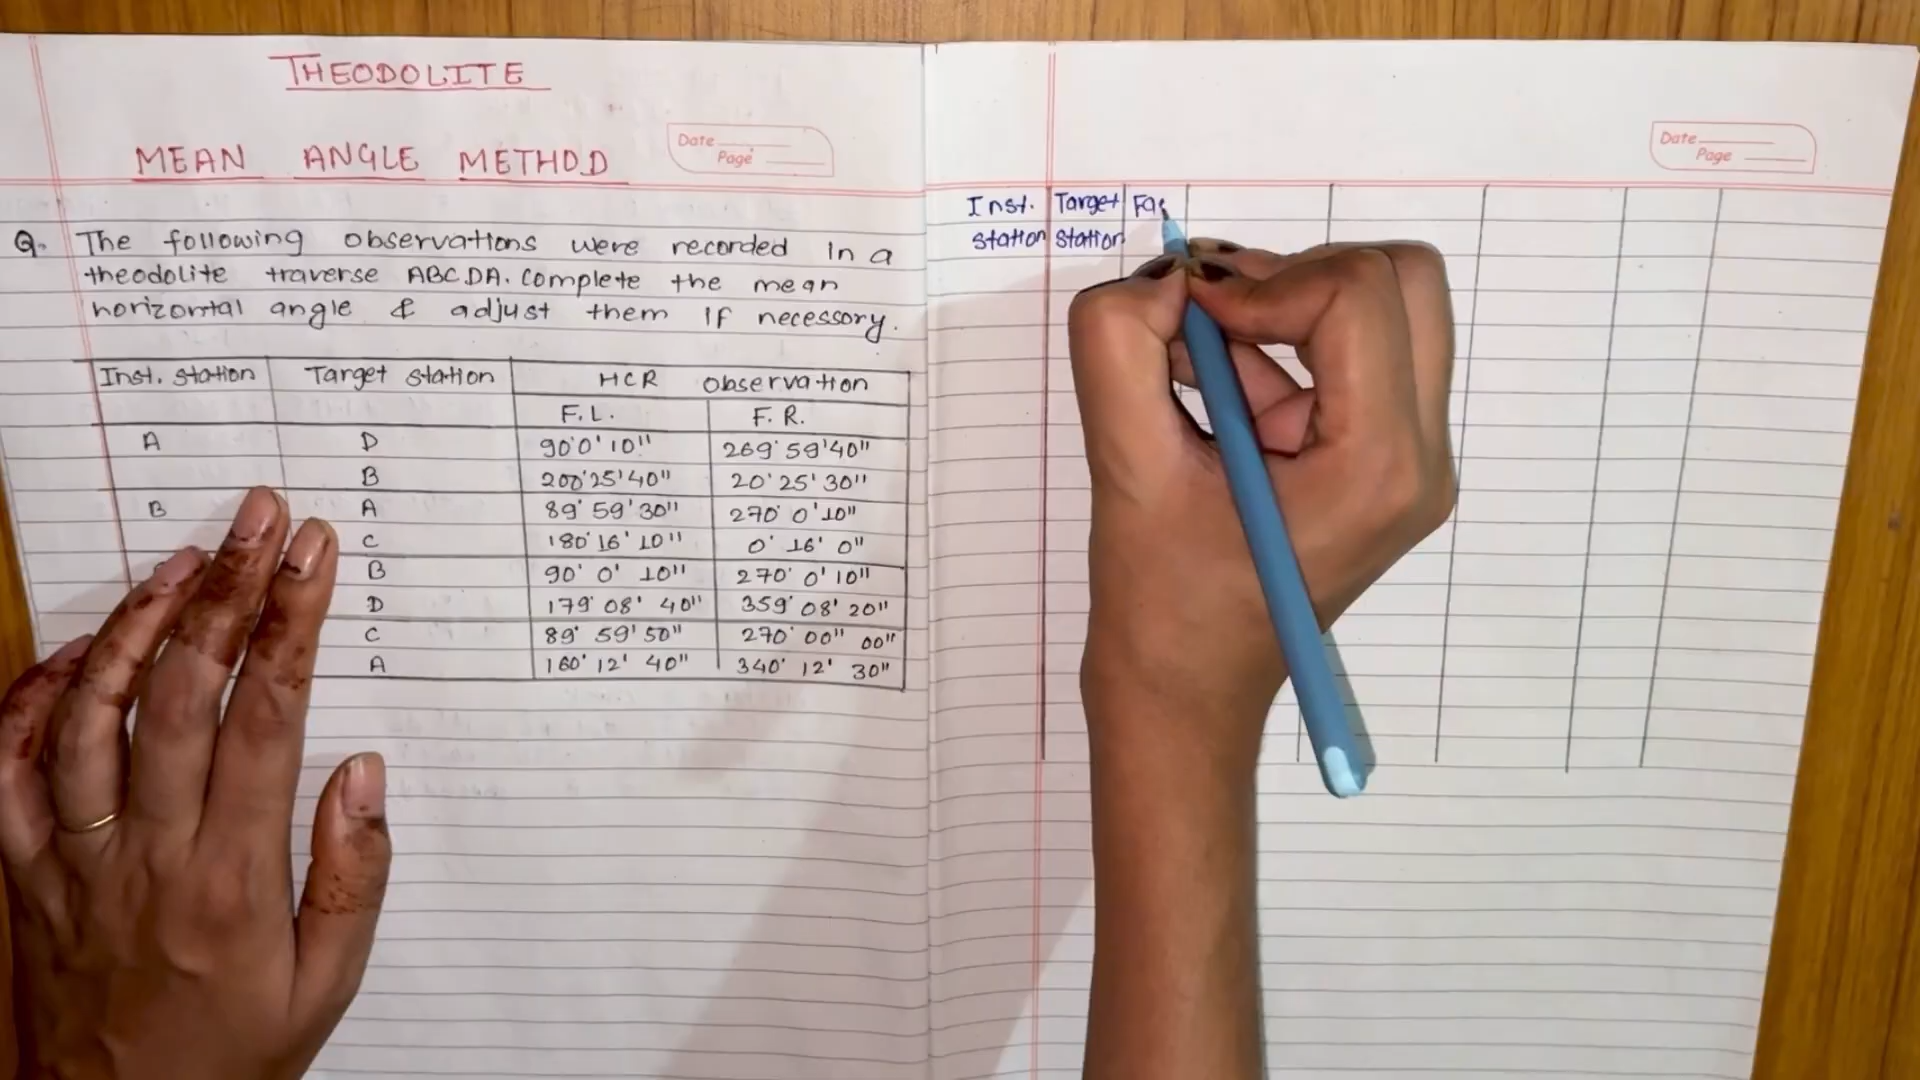 THEODOLITE
MEAN ANGLE METHOD
Date
Page
Q. The following observations were recorded in a
theodolite traverse ABCDA. Complete the mean
horizontal angle & adjust them if necessary.
Inst. station Target station HCR observation
F.L. F.R.
A D 90°0'10" 269°59'40"
B 200°25'40" 20°25'30"
B A 89°59'30" 270°0'10"
C 180°16'10" 0°16'0"
B 90°0'10" 270°0'10"
D 179°08'40" 359°08'20"
C 89°59'50" 270°00"00"
A 160°12'40" 340°12'30"
Date
Page
Inst. Target Fac
station station